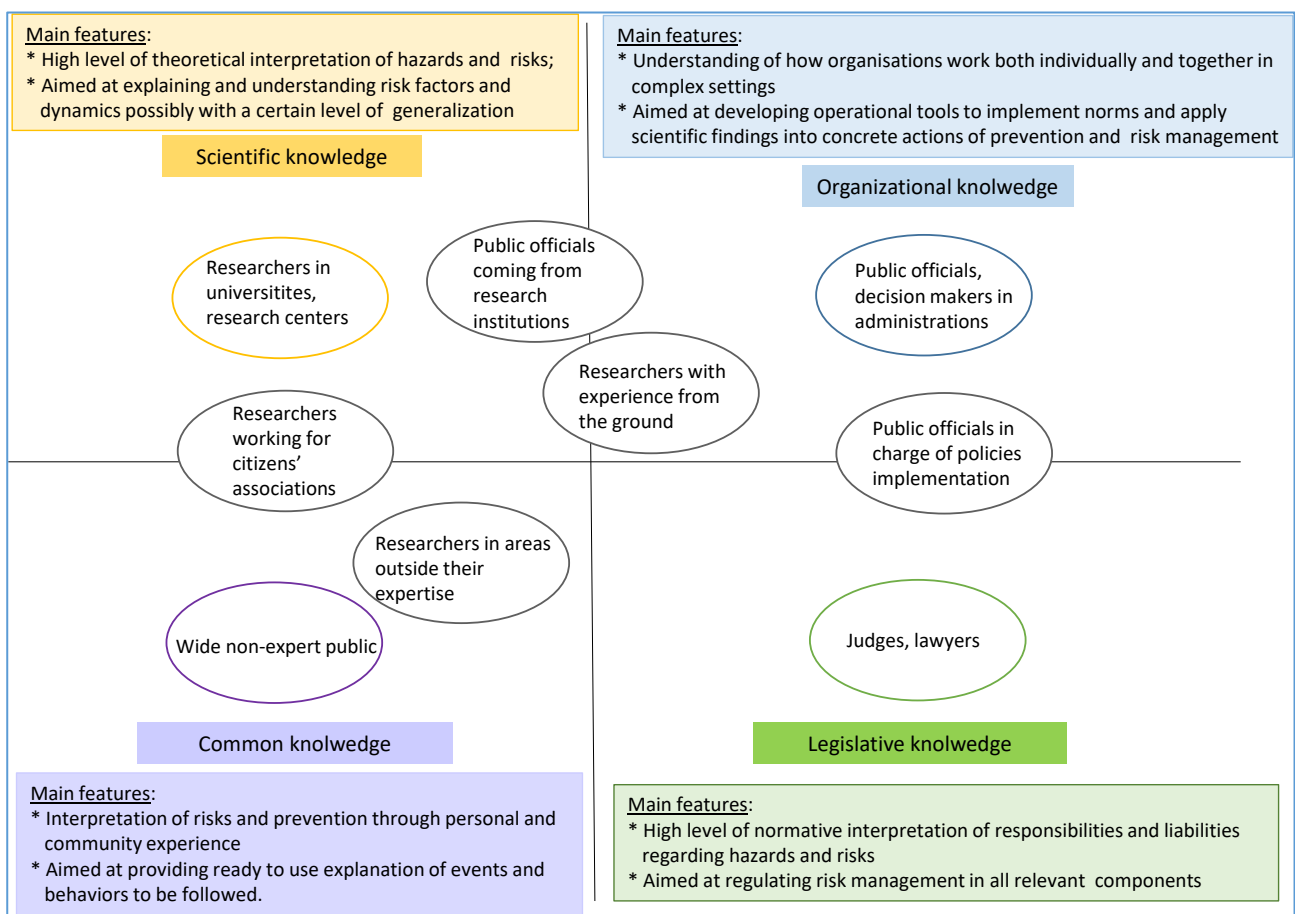 Main features:
* High level of theoretical interpretation of hazards and risks;
* Aimed at explaining and understanding risk factors and
dynamics possibly with a certain level of generalization
Scientific knowledge
Main features:
* Understanding of how organisations work both individually and together in
complex settings
* Aimed at developing operational tools to implement norms and apply
scientific findings into concrete actions of prevention and risk management
Organizational knolwedge
Researchers in
universitites,
research centers
Public officials
coming from
research
institutions
Public officials,
decision makers in
administrations
Researchers with
experience from
the ground
Researchers
working for
citizens’
associations
Public officials in
charge of policies
implementation
Researchers in areas
outside their
expertise
Wide non-expert public
Judges, lawyers
Common knolwedge
Legislative knolwedge
Main features:
* Interpretation of risks and prevention through personal and
community experience
* Aimed at providing ready to use explanation of events and
behaviors to be followed.
Main features:
* High level of normative interpretation of responsibilities and liabilities
regarding hazards and risks
* Aimed at regulating risk management in all relevant components